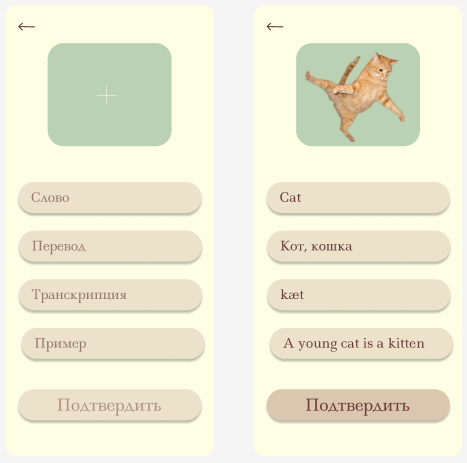 Слово
Перевод
Транскрипция
Пример
Подтвердить
Cat
Кот, кошка
kæt
A young cat is a kitten
Подтвердить